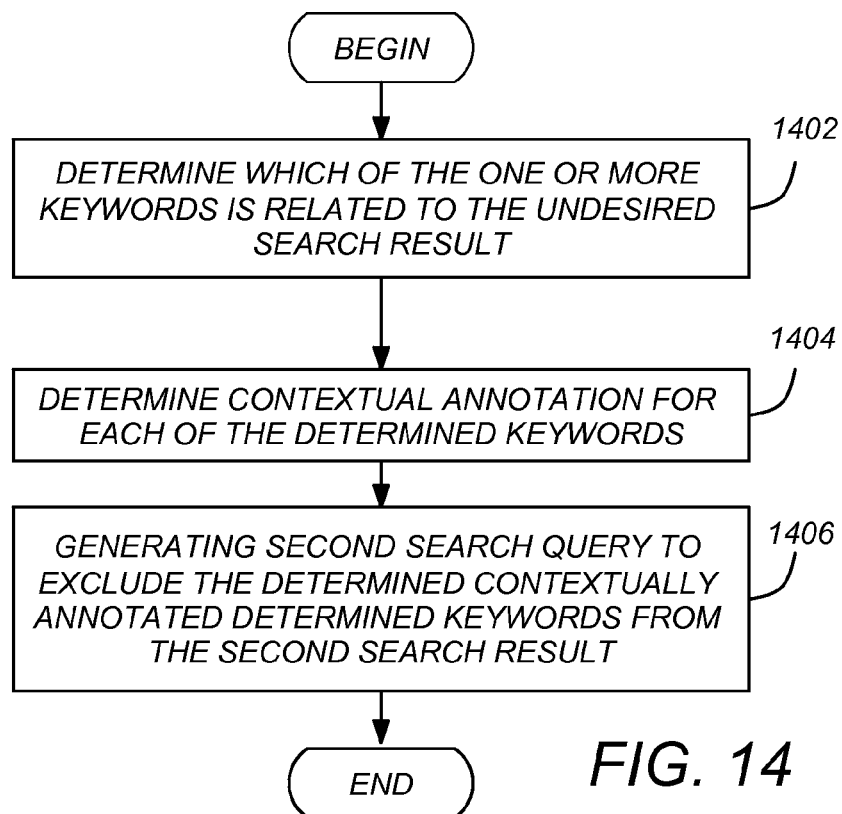 BEGIN
1402
DETERMINE WHICH OF THE ONE OR MORE
KEYWORDS IS RELATED TO THE UNDESIRED
SEARCH RESULT
1404
DETERMINE CONTEXTUAL ANNOTATION FOR
EACH OF THE DETERMINED KEYWORDS
1406
GENERATING SECOND SEARCH QUERY TO
EXCLUDE THE DETERMINED CONTEXTUALLY
ANNOTATED DETERMINED KEYWORDS FROM
THE SECOND SEARCH RESULT
END
FIG. 14